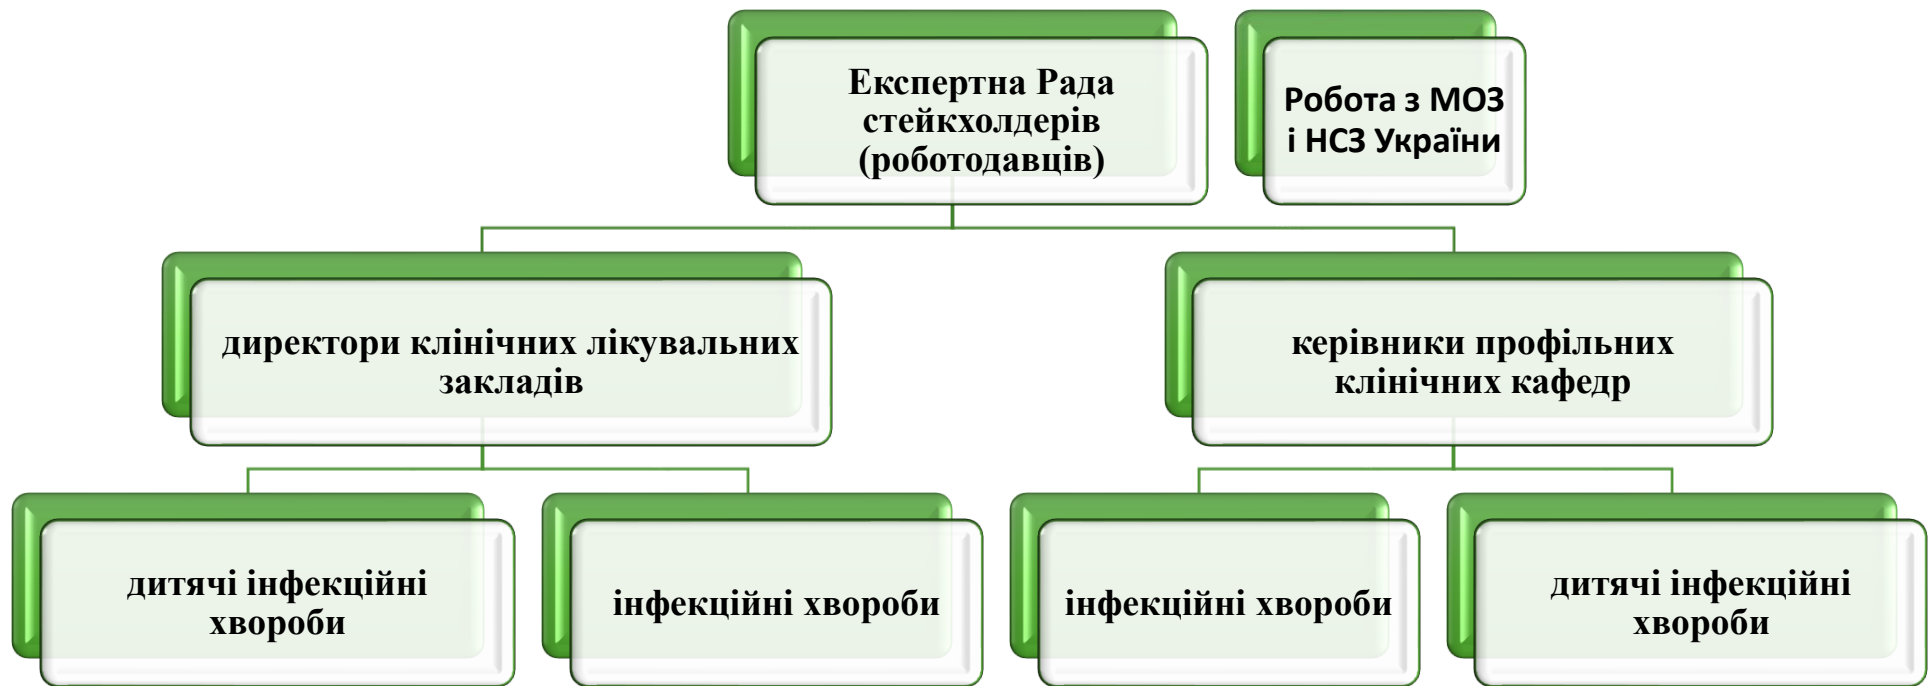 Експертна Рада
стейкхолдерів
(роботодавців)
Робота з МОЗ
і НСЗ України
директори клінічних лікувальних
закладів
керівники профільних
клінічних кафедр
дитячі інфекційні
хвороби
інфекційні хвороби
інфекційні хвороби
дитячі інфекційні
хвороби